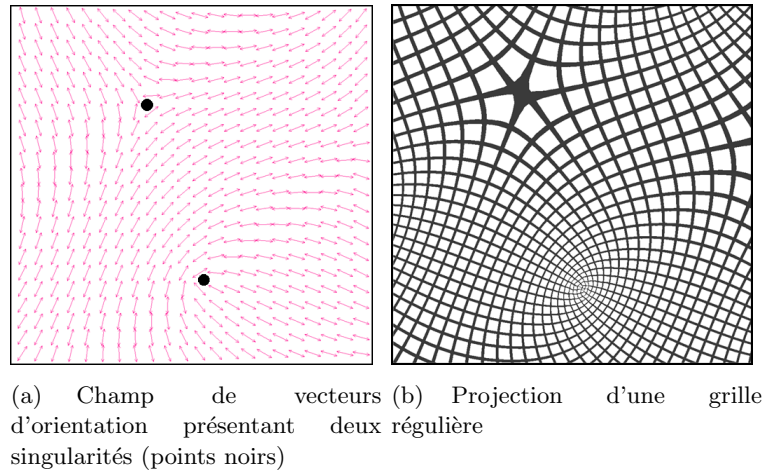 (a) Champ de vecteurs
d'orientation présentant deux
singularités (points noirs)
(b) Projection d'une grille
régulière